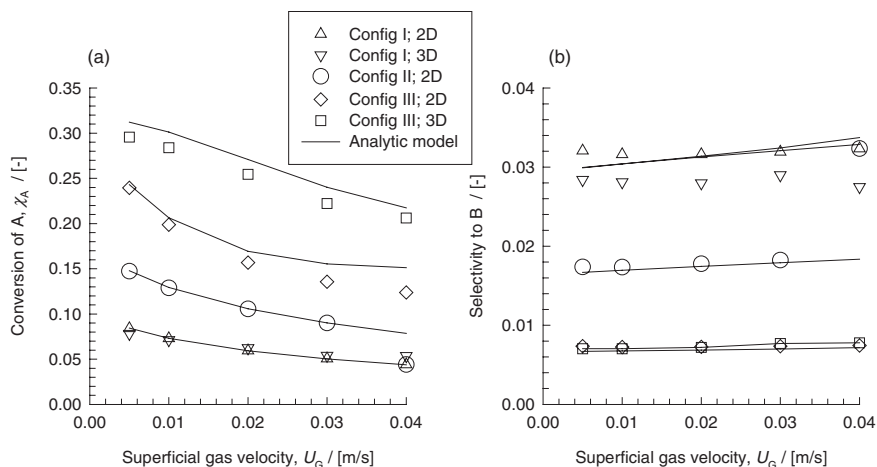 (a)
0.35
0.30
0.25
0.20
0.15
0.10
0.05
0.00
Conversion of A, χA / [-]
0.00 0.01 0.02 0.03 0.04
Superficial gas velocity, UG / [m/s]
Config I; 2D
Config I; 3D
Config II; 2D
Config III; 2D
Config III; 3D
Analytic model
(b)
0.04
0.03
0.02
0.01
0.00
Selectivity to B / [-]
0.00 0.01 0.02 0.03 0.04
Superficial gas velocity, UG / [m/s]